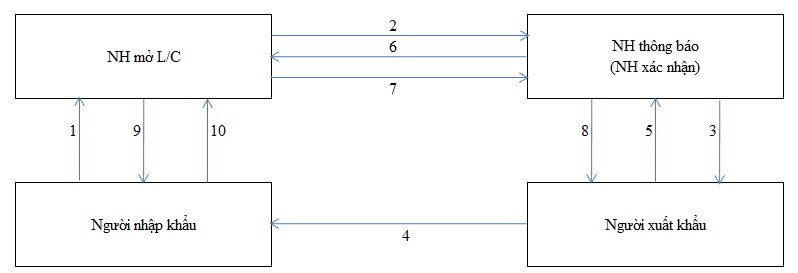 2
NH mở L/C
6
NH thông báo
(NH xác nhận)
7
1
9
10
8
5
3
Người nhập khẩu
4
Người xuất khẩu